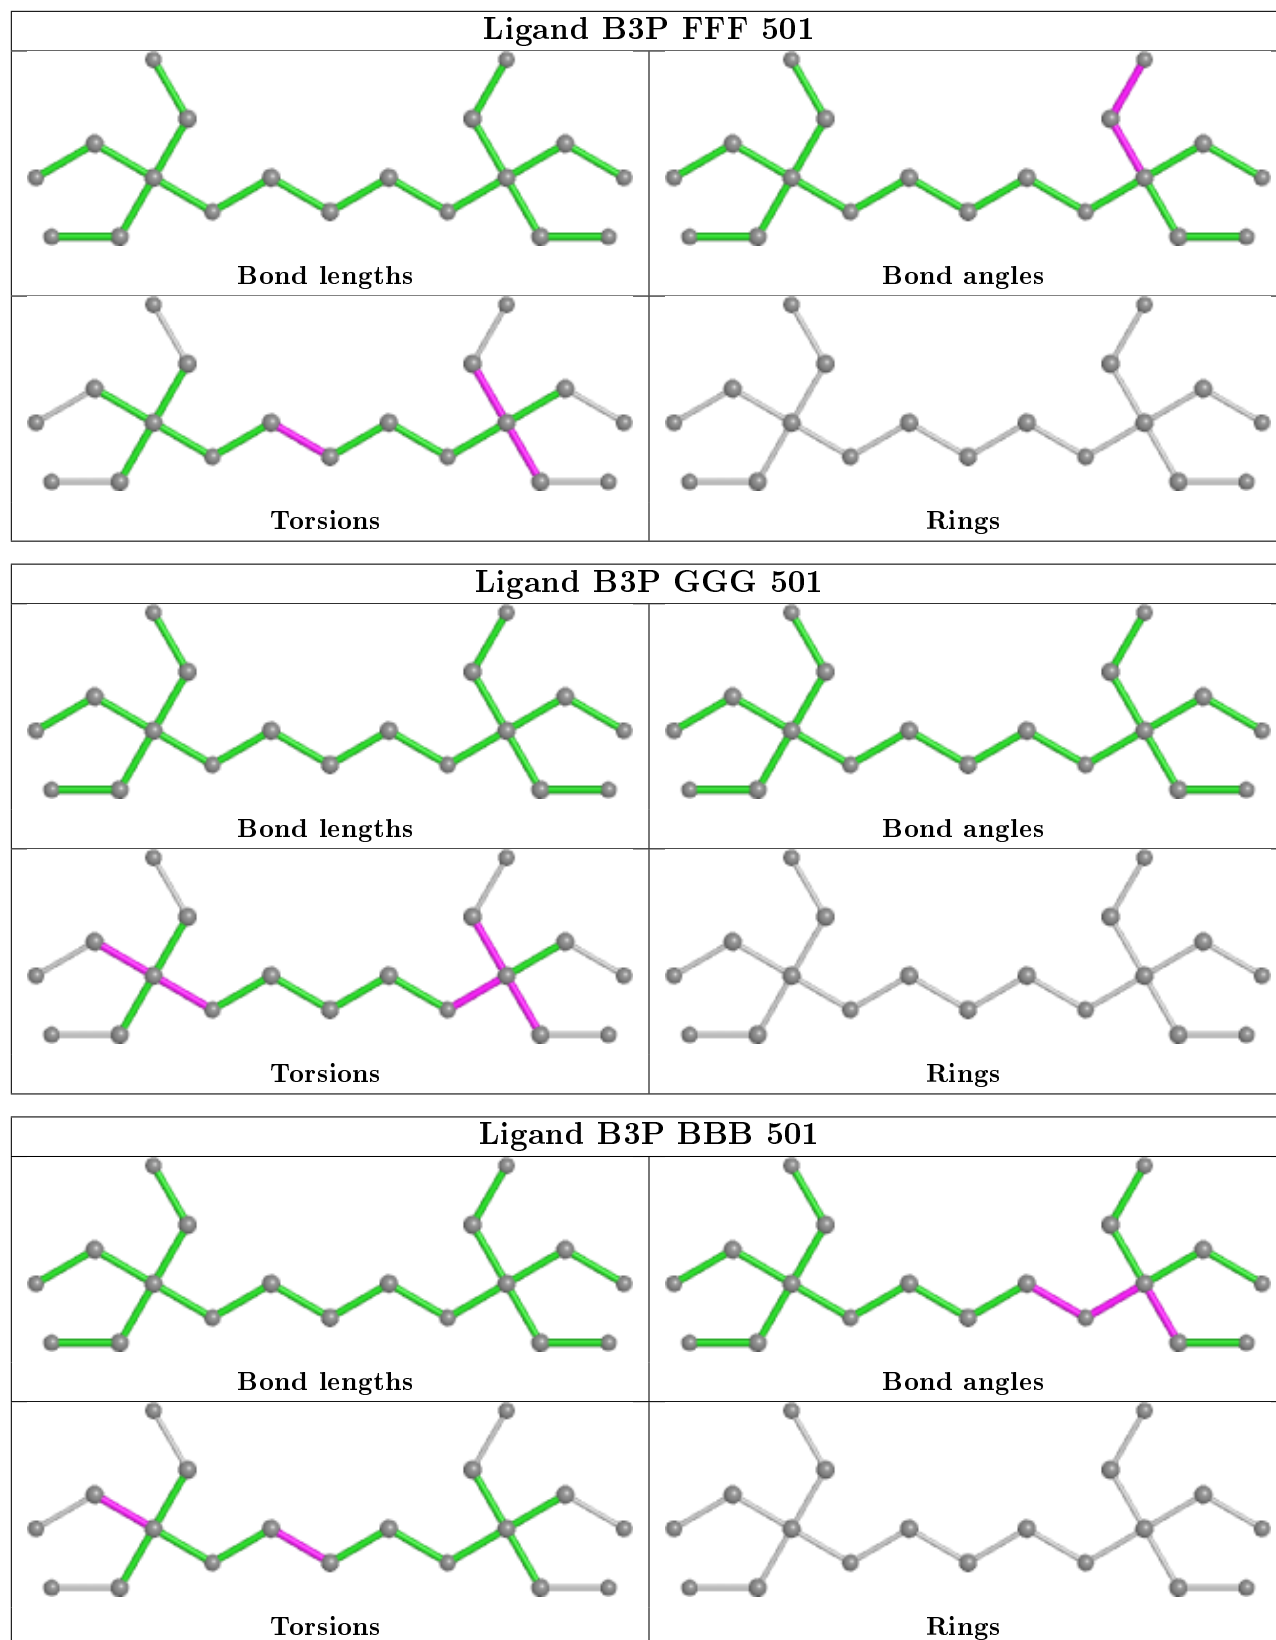 Ligand B3P FFF 501
Bond lengths
Bond angles
Torsions
Rings
Ligand B3P GGG 501
Bond lengths
Bond angles
Torsions
Rings
Ligand B3P BBB 501
Bond lengths
Bond angles
Torsions
Rings